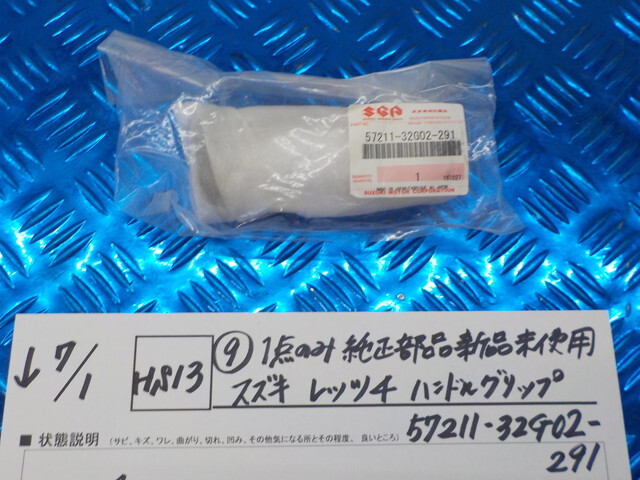 SGP
57211-32G02-291
1
SUZUKI MOTOR CORPORATION
↓ 7/1
HS13
⑨ 1点のみ 純正部品 新品未使用
スズキ レッツ4 ハンドルグリップ
■ 状態説明 (サビ、キズ、ワレ、曲がり、切れ、凹み、その他気になる所とその程度、良いところ)
57211-32G02-
291